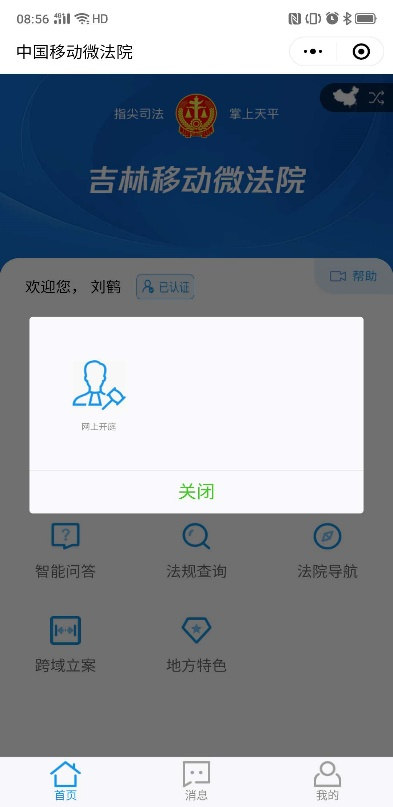 08:56 HD
中国移动微法院
指尖司法 掌上天平
吉林移动微法院
欢迎您， 刘鹤 已认证 帮助
网上开庭
关闭
智能问答 法规查询 法院导航
跨域立案 地方特色
首页 消息 我的